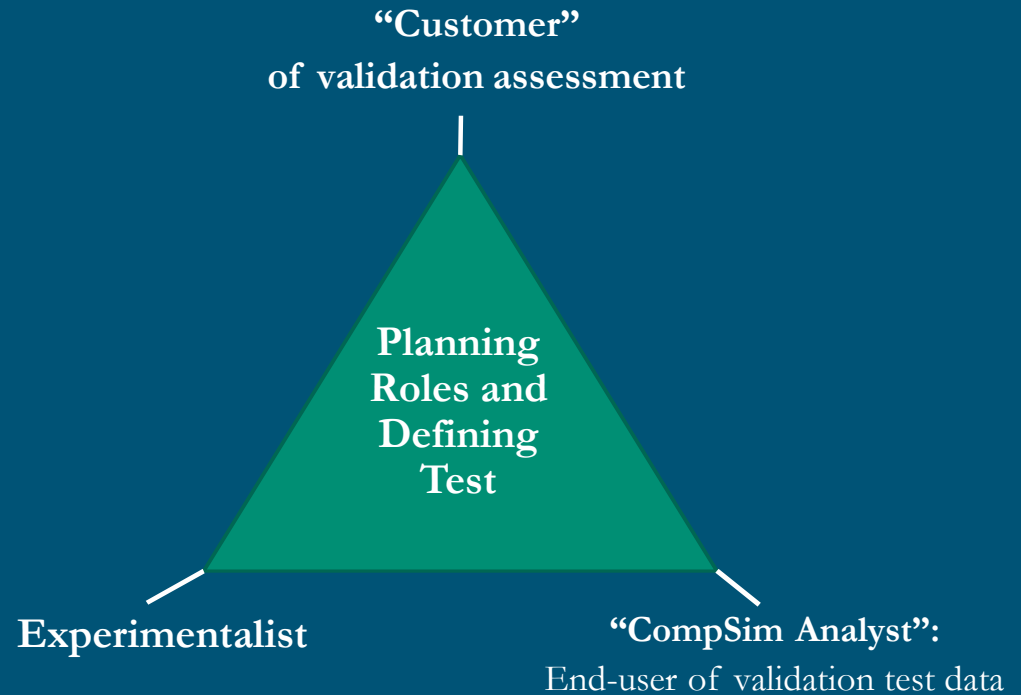 “Customer”
of validation assessment
Planning
Roles and
Defining
Test
Experimentalist
“CompSim Analyst”:
End-user of validation test data